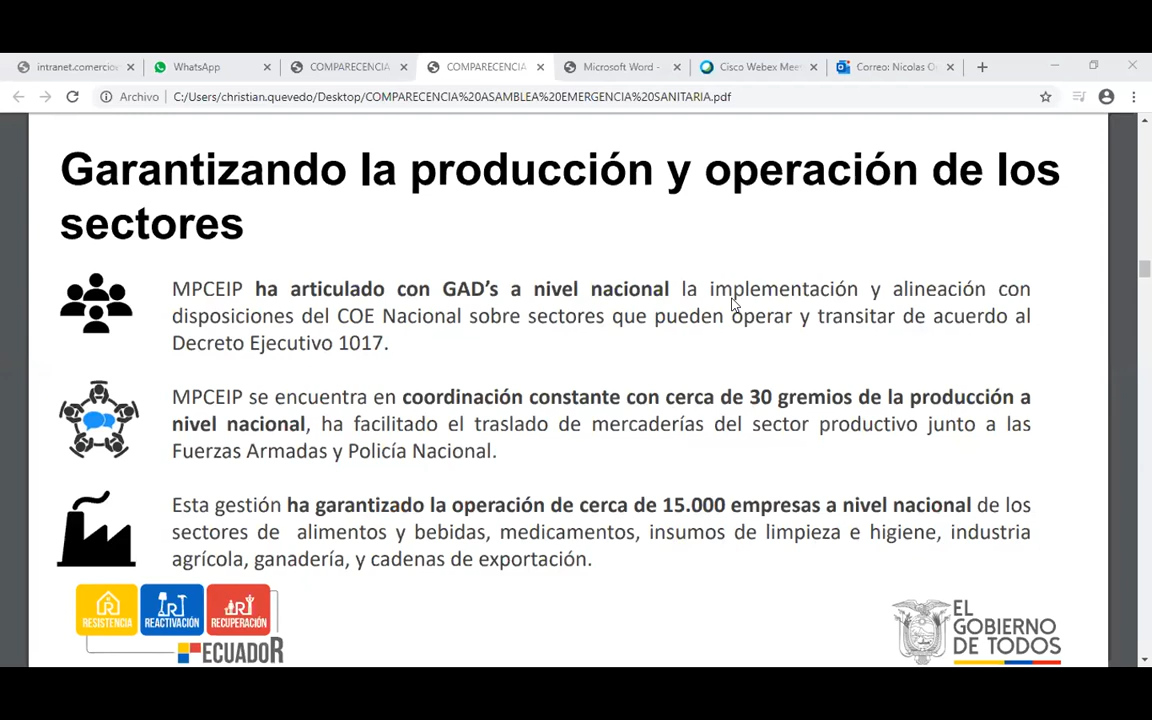 intranet.comercio
WhatsApp
COMPARECENCIA
COMPARECENCIA
Microsoft Word -
Cisco Webex Mee
Correo: Nicolas O
Archivo
C:/Users/christian.quevedo/Desktop/COMPARECENCIA%20ASAMBLEA%20EMERGENCIA%20SANITARIA.pdf
Garantizando la producción y operación de los
sectores
MPCEIP ha articulado con GAD's a nivel nacional la implementación y alineación con
disposiciones del COE Nacional sobre sectores que pueden operar y transitar de acuerdo al
Decreto Ejecutivo 1017.
MPCEIP se encuentra en coordinación constante con cerca de 30 gremios de la producción a
nivel nacional, ha facilitado el traslado de mercaderías del sector productivo junto a las
Fuerzas Armadas y Policía Nacional.
Esta gestión ha garantizado la operación de cerca de 15.000 empresas a nivel nacional de los
sectores de alimentos y bebidas, medicamentos, insumos de limpieza e higiene, industria
agrícola, ganadería, y cadenas de exportación.
RESISTENCIA
REACTIVACIÓN
RECUPERACIÓN
ECUADOR
EL
GOBIERNO
DE TODOS